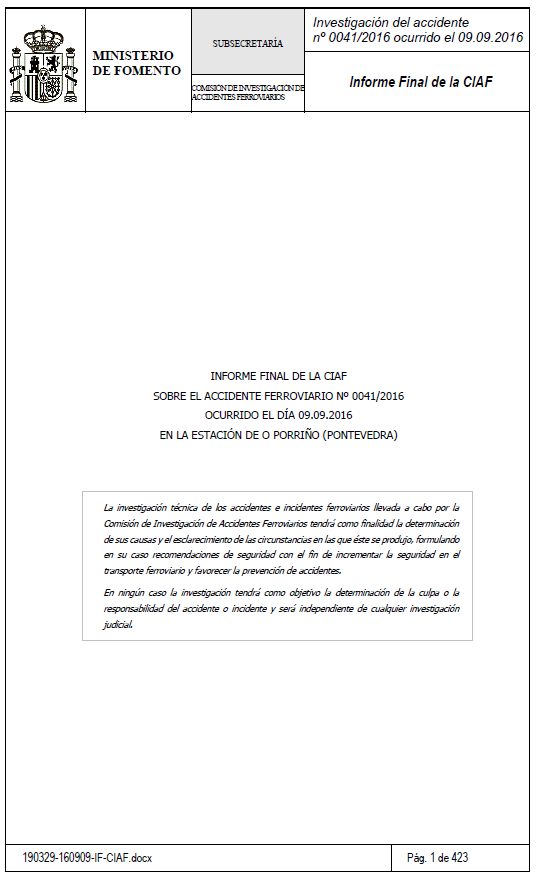 MINISTERIO
DE FOMENTO
SUBSECRETARÍA
COMISIÓN DE INVESTIGACIÓN DE
ACCIDENTES FERROVIARIOS
Investigación del accidente
nº 0041/2016 ocurrido el 09.09.2016
Informe Final de la CIAF
INFORME FINAL DE LA CIAF
SOBRE EL ACCIDENTE FERROVIARIO Nº 0041/2016
OCURRIDO EL DÍA 09.09.2016
EN LA ESTACIÓN DE O PORRIÑO (PONTEVEDRA)
La investigación técnica de los accidentes e incidentes ferroviarios llevada a cabo por la
Comisión de Investigación de Accidentes Ferroviarios tendrá como finalidad la determinación
de sus causas y el esclarecimiento de las circunstancias en las que éste se produjo, formulando
en su caso recomendaciones de seguridad con el fin de incrementar la seguridad en el
transporte ferroviario y favorecer la prevención de accidentes.
En ningún caso la investigación tendrá como objetivo la determinación de la culpa o la
responsabilidad del accidente o incidente y será independiente de cualquier investigación
judicial.
190329-160909-IF-CIAF.docx
Pág. 1 de 423